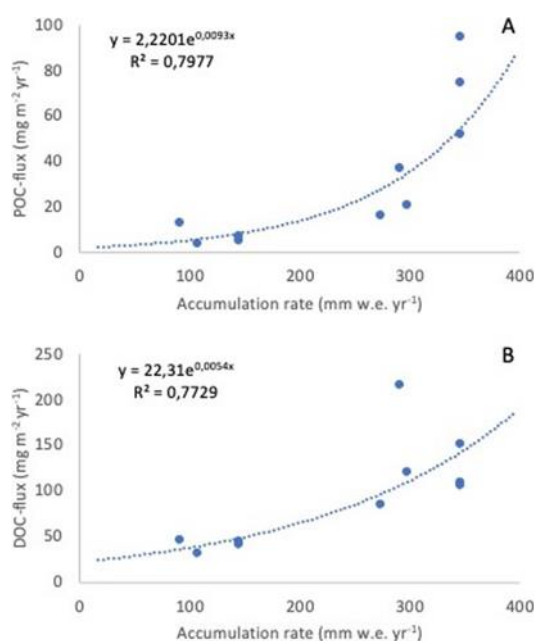 A
y = 2,2201e^0,0093x
R² = 0,7977
100
80
60
40
20
0
POC-flux (mg m⁻² yr⁻¹)
0 100 200 300 400
Accumulation rate (mm w.e. yr⁻¹)
B
y = 22,31e^0,0054x
R² = 0,7729
250
200
150
100
50
0
DOC-flux (mg m⁻² yr⁻¹)
0 100 200 300 400
Accumulation rate (mm w.e. yr⁻¹)